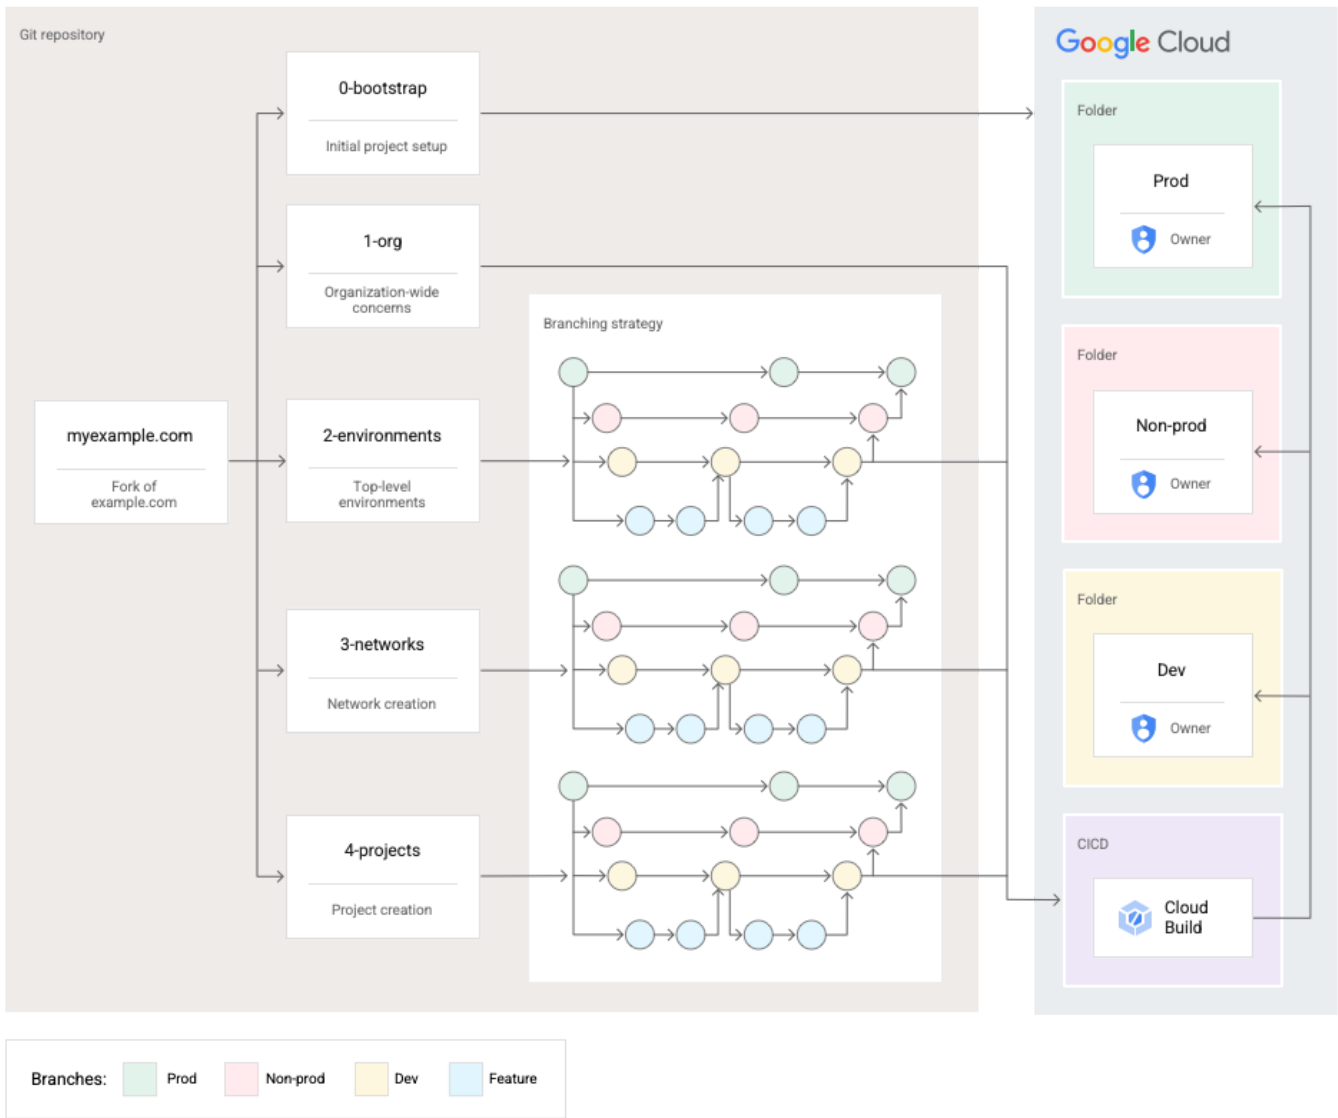 Git repository
0-bootstrap
Initial project setup
1-org
Organization-wide
concerns
myexample.com
Fork of
example.com
2-environments
Top-level
environments
3-networks
Network creation
4-projects
Project creation
Branching strategy
Google Cloud
Folder
Prod
Owner
Folder
Non-prod
Owner
Folder
Dev
Owner
CICD
Cloud
Build
Branches:
Prod
Non-prod
Dev
Feature